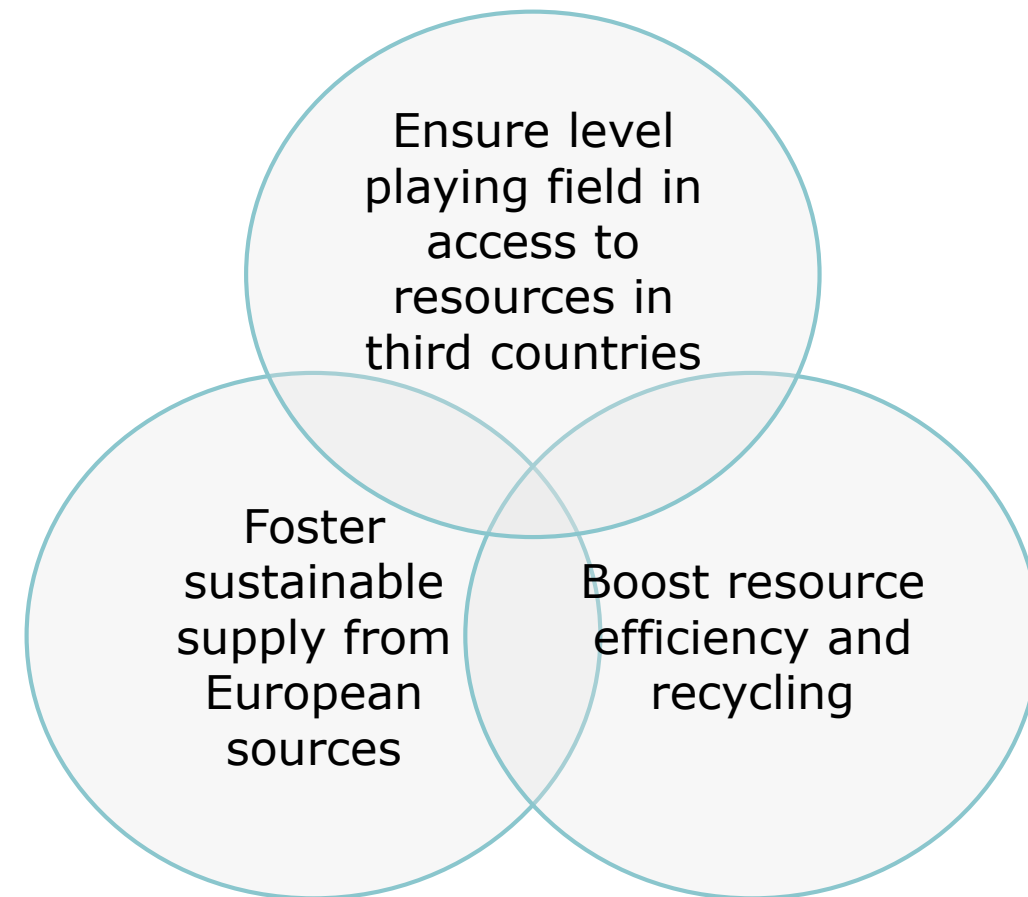 Ensure level
playing field in
access to
resources in
third countries
Foster
sustainable
supply from
European
sources
Boost resource
efficiency and
recycling